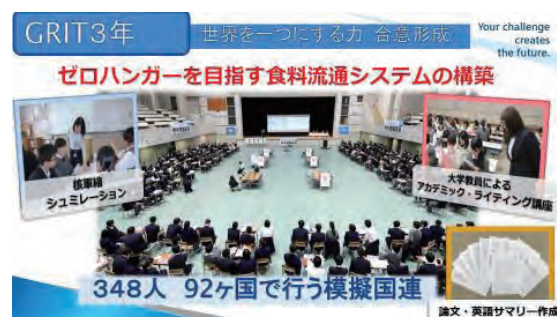 GRIT3年
世界を一つにする力 合意形成
Your challenge
creates
the future.
ゼロハンガーを目指す食料流通システムの構築
核軍縮
シュミレーション
大学教員による
アカデミック・ライティング講座
348人 92ヶ国で行う模擬国連
論文・英語サマリー作成